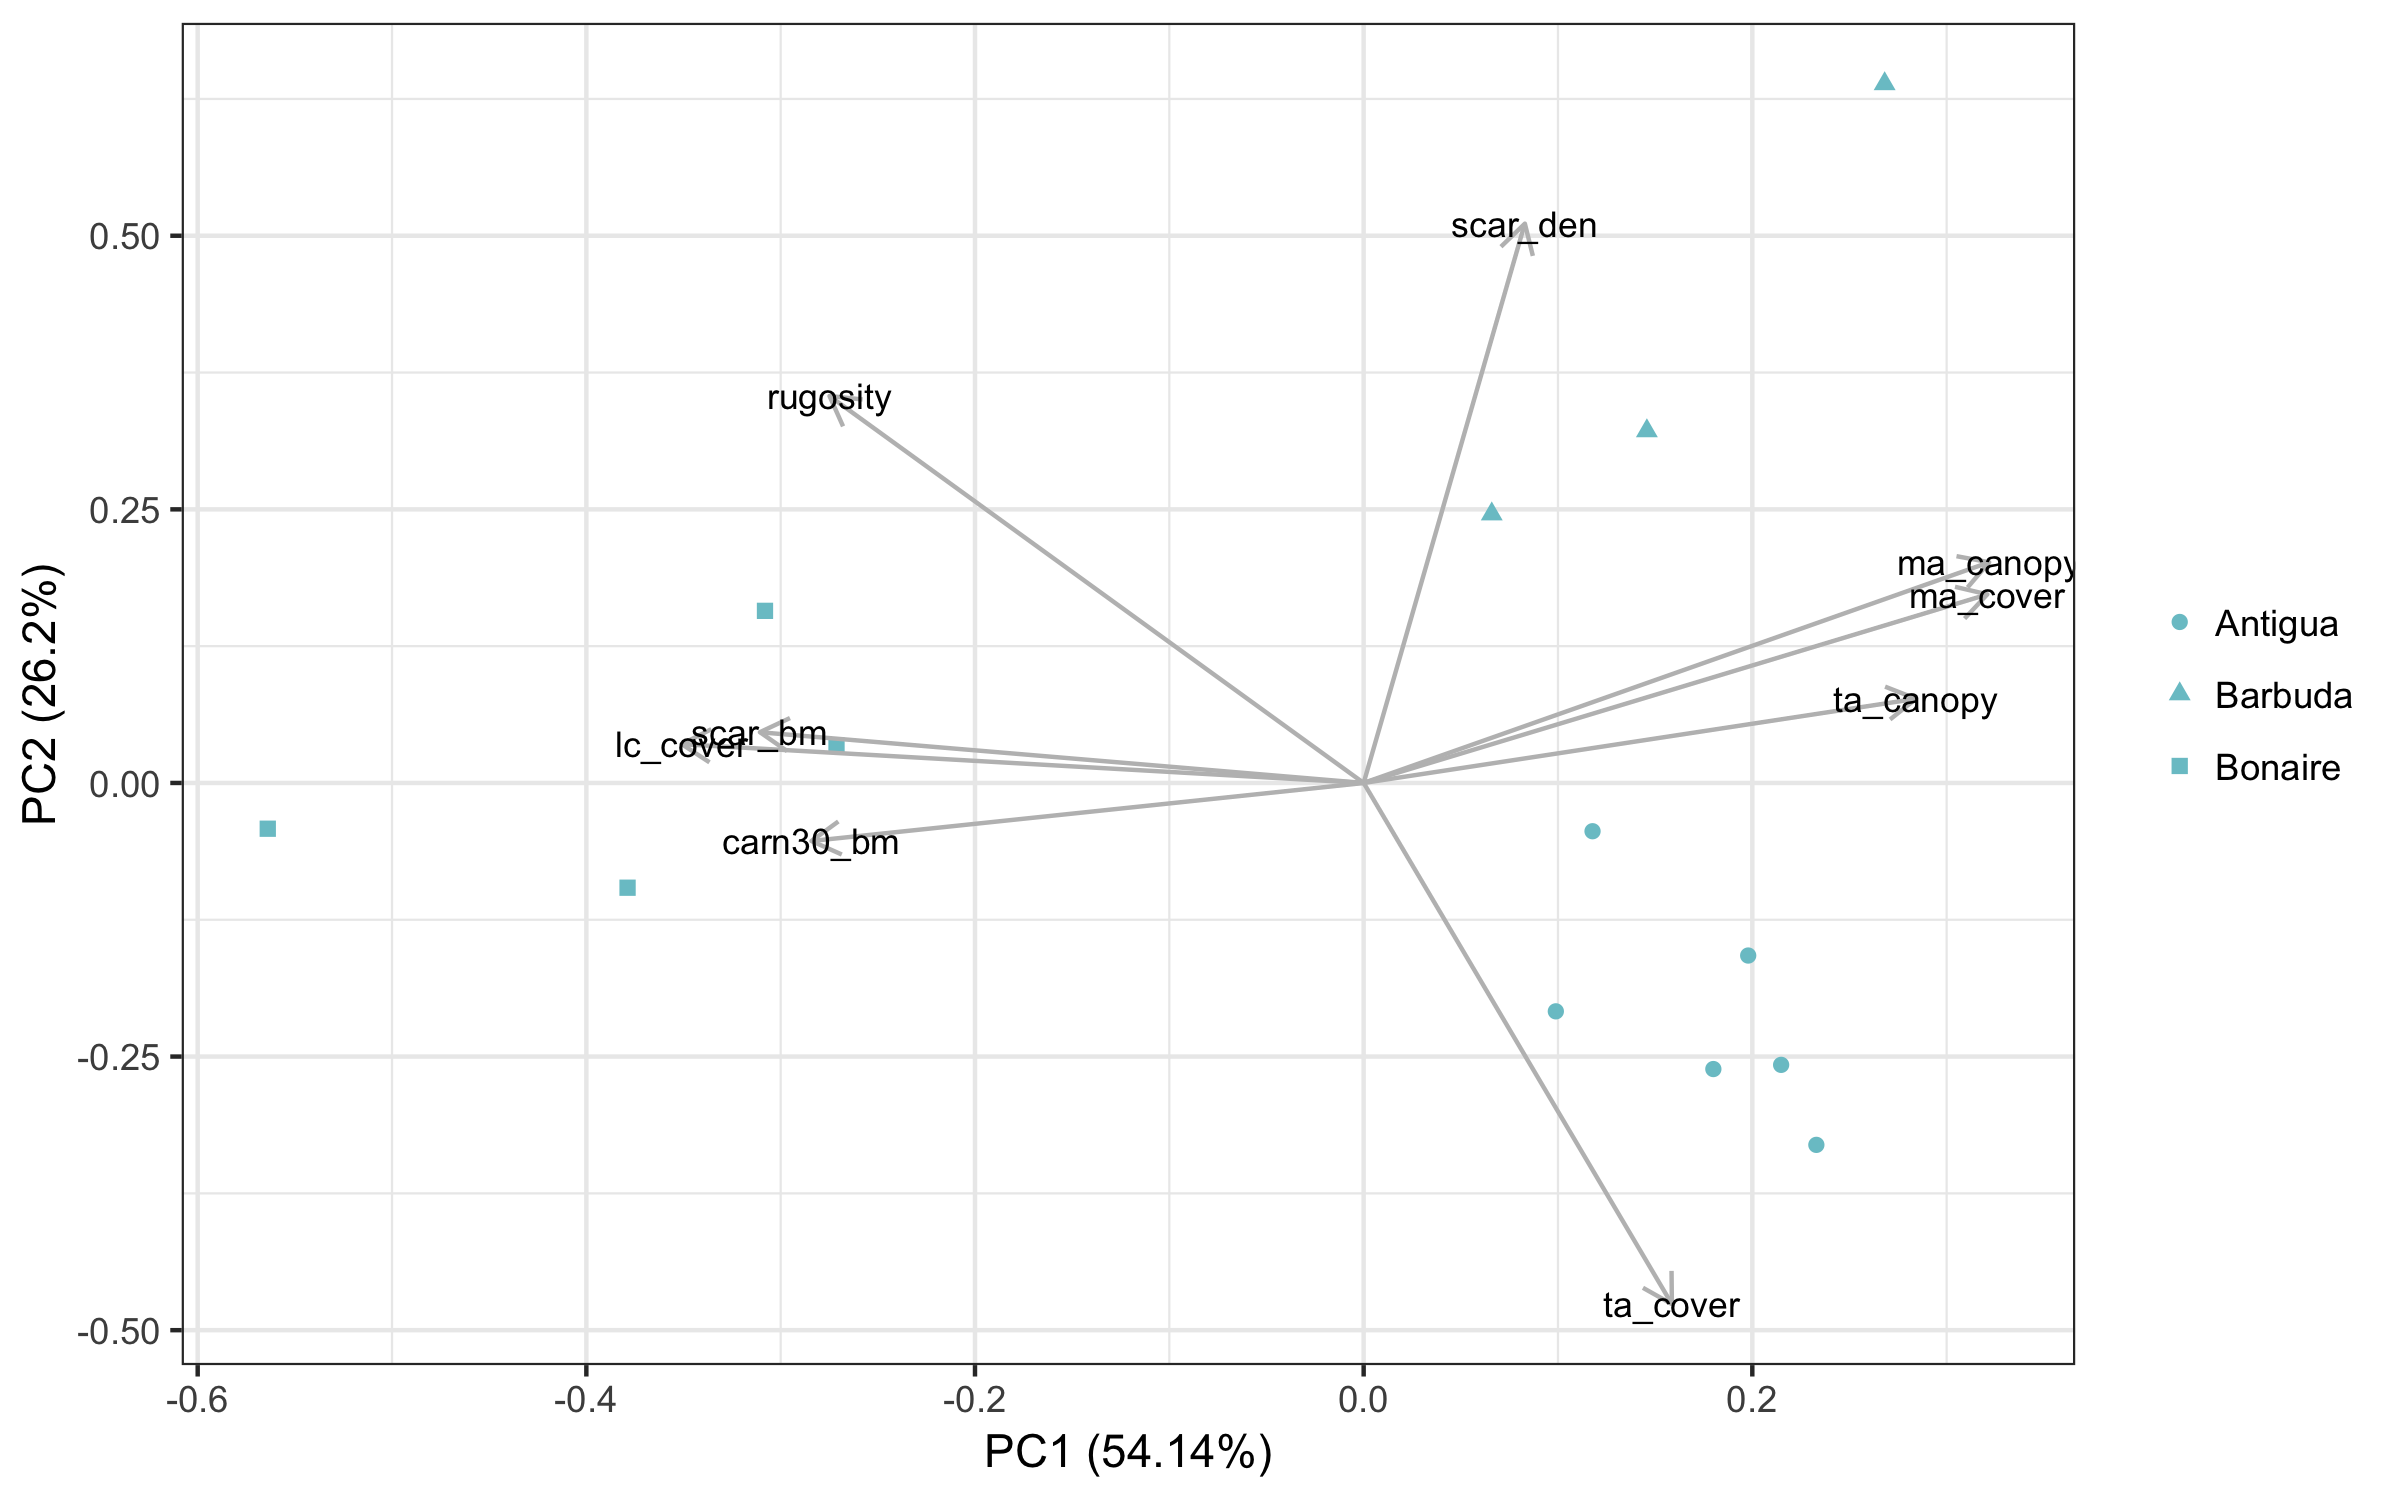 0.50
0.25
0.00
-0.25
-0.50
PC2 (26.2%)
scar_den
rugosity
ma_canopy
ma_cover
ta_canopy
scar_bm
lc_cover
carn30_bm
ta_cover
-0.6
-0.4
-0.2
0.0
0.2
PC1 (54.14%)
Antigua
Barbuda
Bonaire